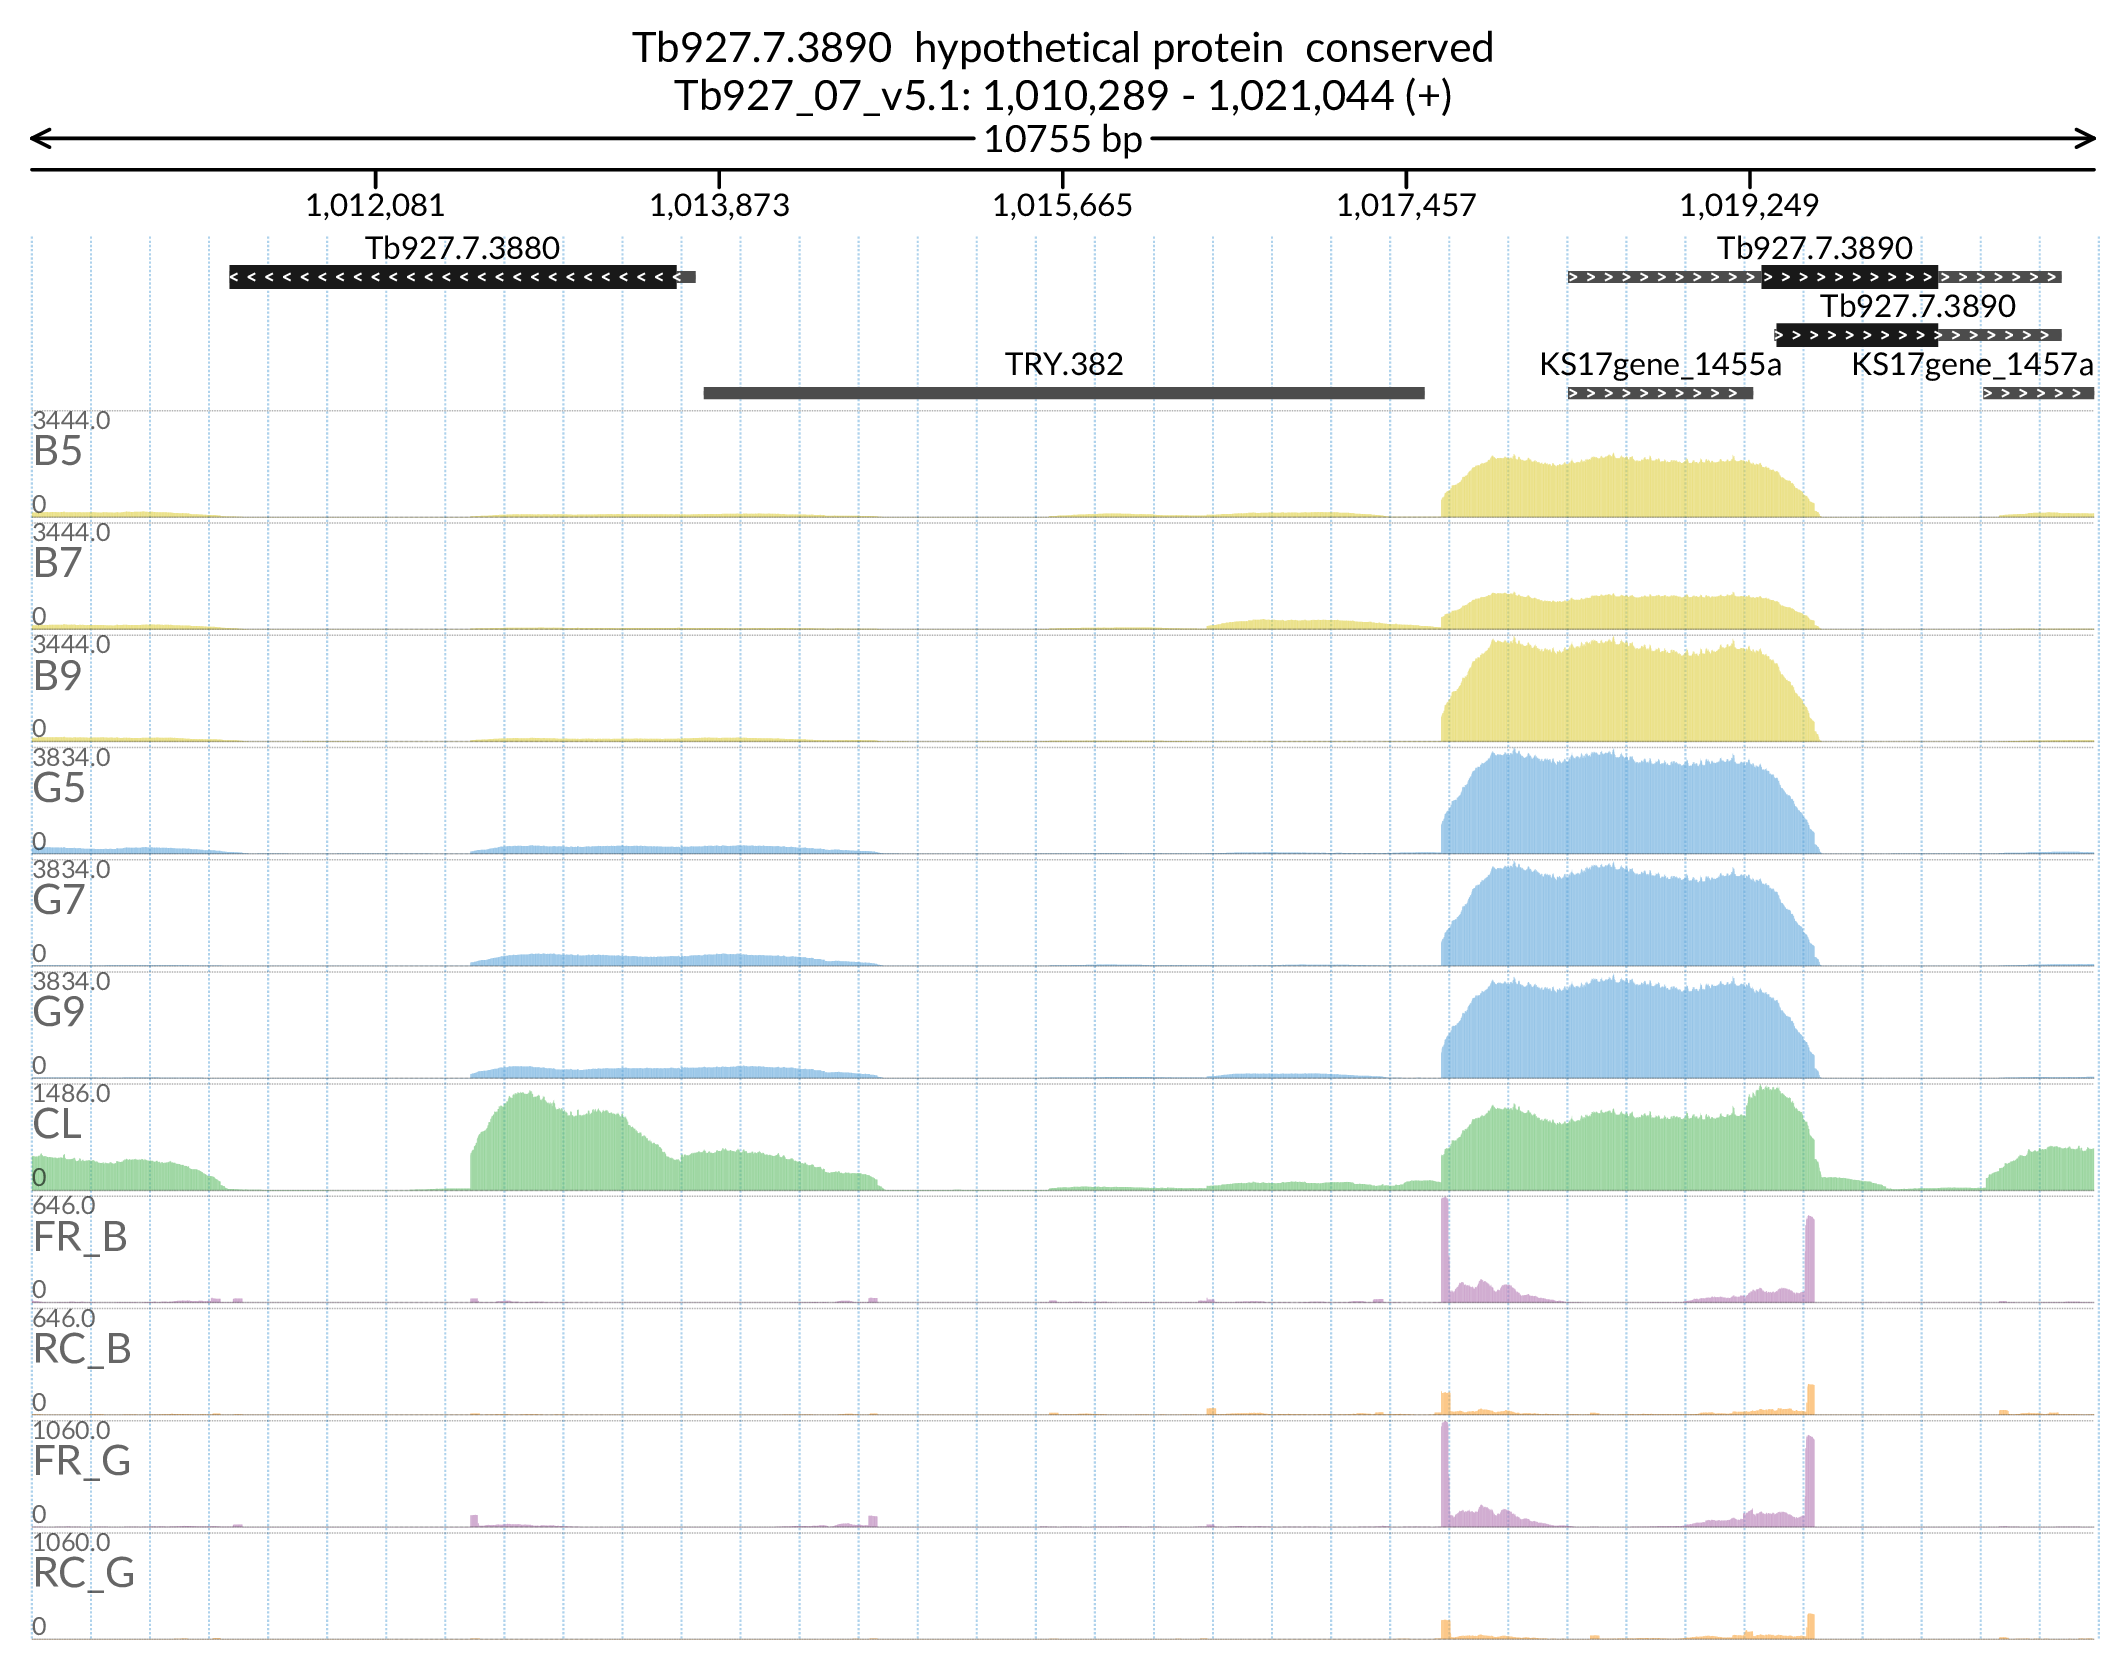 Tb927.7.3890 hypothetical protein conserved
Tb927_07_v5.1: 1,010,289 - 1,021,044 (+)
10755 bp
1,012,081 1,013,873 1,015,665 1,017,457 1,019,249
Tb927.7.3880 Tb927.7.3890
Tb927.7.3890
TRY.382 KS17gene_1455a KS17gene_1457a
3444.0
B5
0
3444.0
B7
0
3444.0
B9
0
3834.0
G5
0
3834.0
G7
0
3834.0
G9
0
1486.0
CL
0
646.0
FR_B
0
646.0
RC_B
0
1060.0
FR_G
0
1060.0
RC_G
0